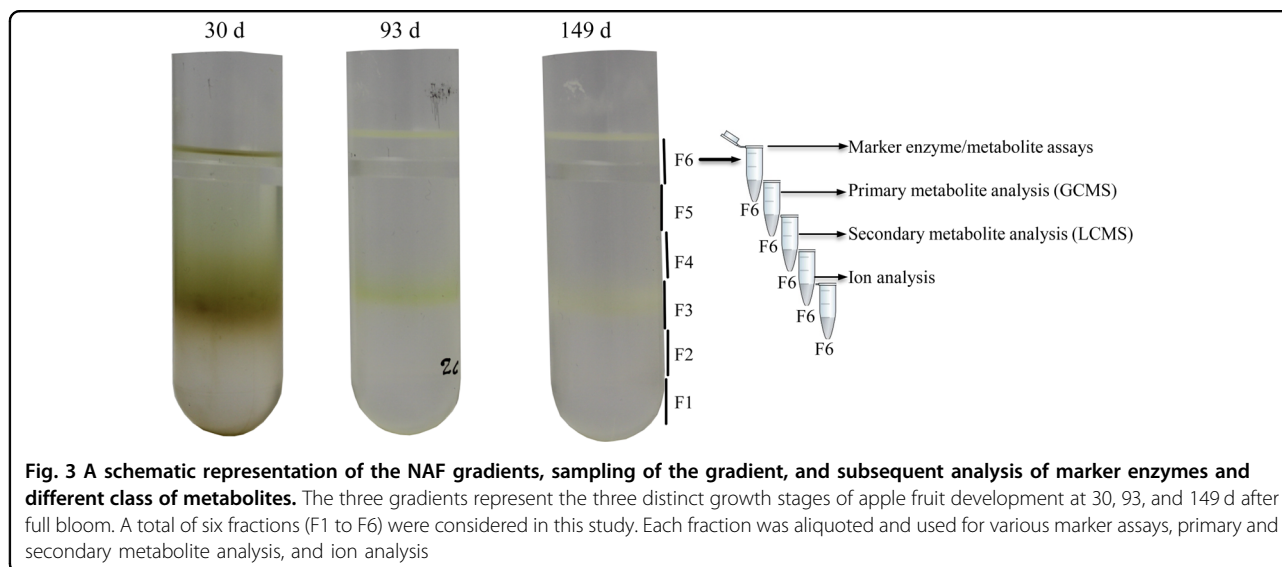 30 d
93 d
149 d
F6
F5
F4
F3
F2
F1
Marker enzyme/metabolite assays
F6
Primary metabolite analysis (GCMS)
F6
Secondary metabolite analysis (LCMS)
F6
Ion analysis
F6
F6
Fig. 3 A schematic representation of the NAF gradients, sampling of the gradient, and subsequent analysis of marker enzymes and
different class of metabolites. The three gradients represent the three distinct growth stages of apple fruit development at 30, 93, and 149 d after
full bloom. A total of six fractions (F1 to F6) were considered in this study. Each fraction was aliquoted and used for various marker assays, primary and
secondary metabolite analysis, and ion analysis